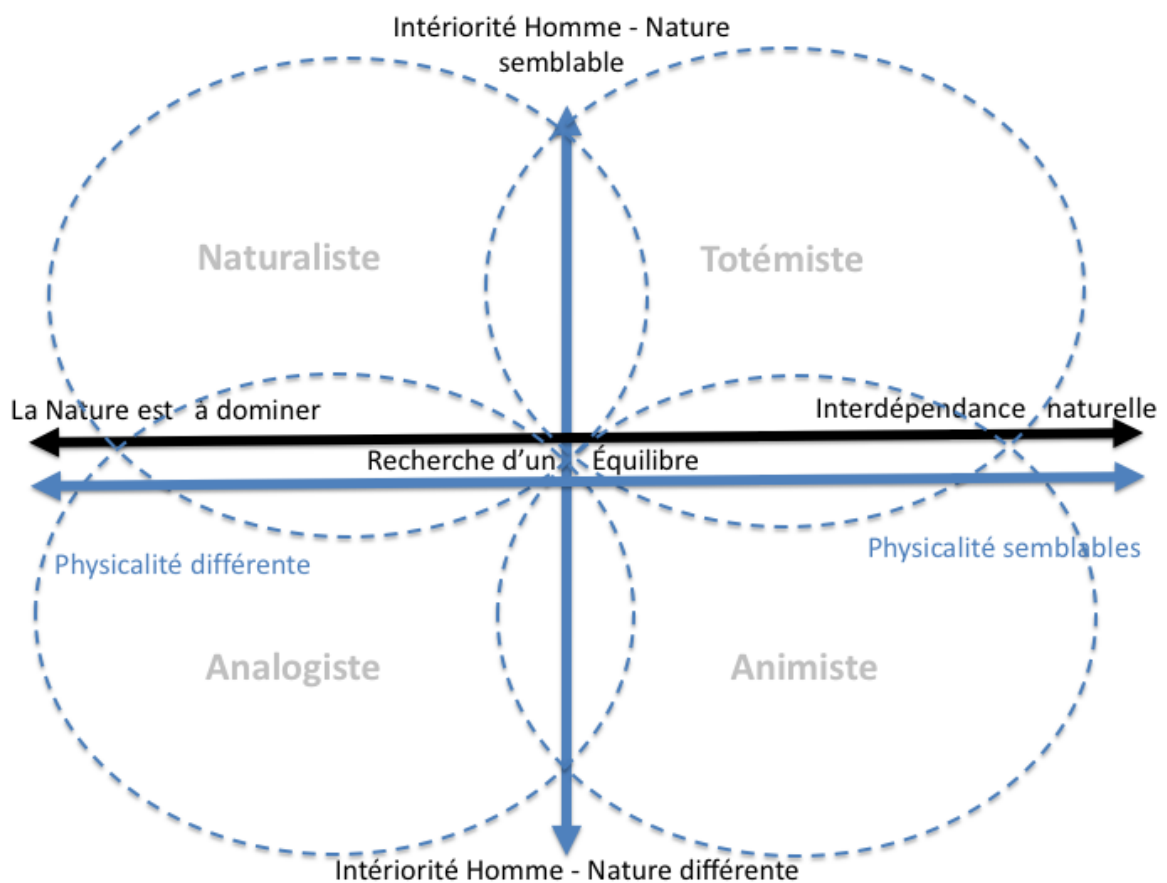 Intériorité Homme - Nature
semblable
Naturaliste
Totémiste
La Nature est à dominer
Interdépendance naturelle
Recherche d'un Équilibre
Physicalité différente
Physicalité semblables
Analogiste
Animiste
Intériorité Homme - Nature différente